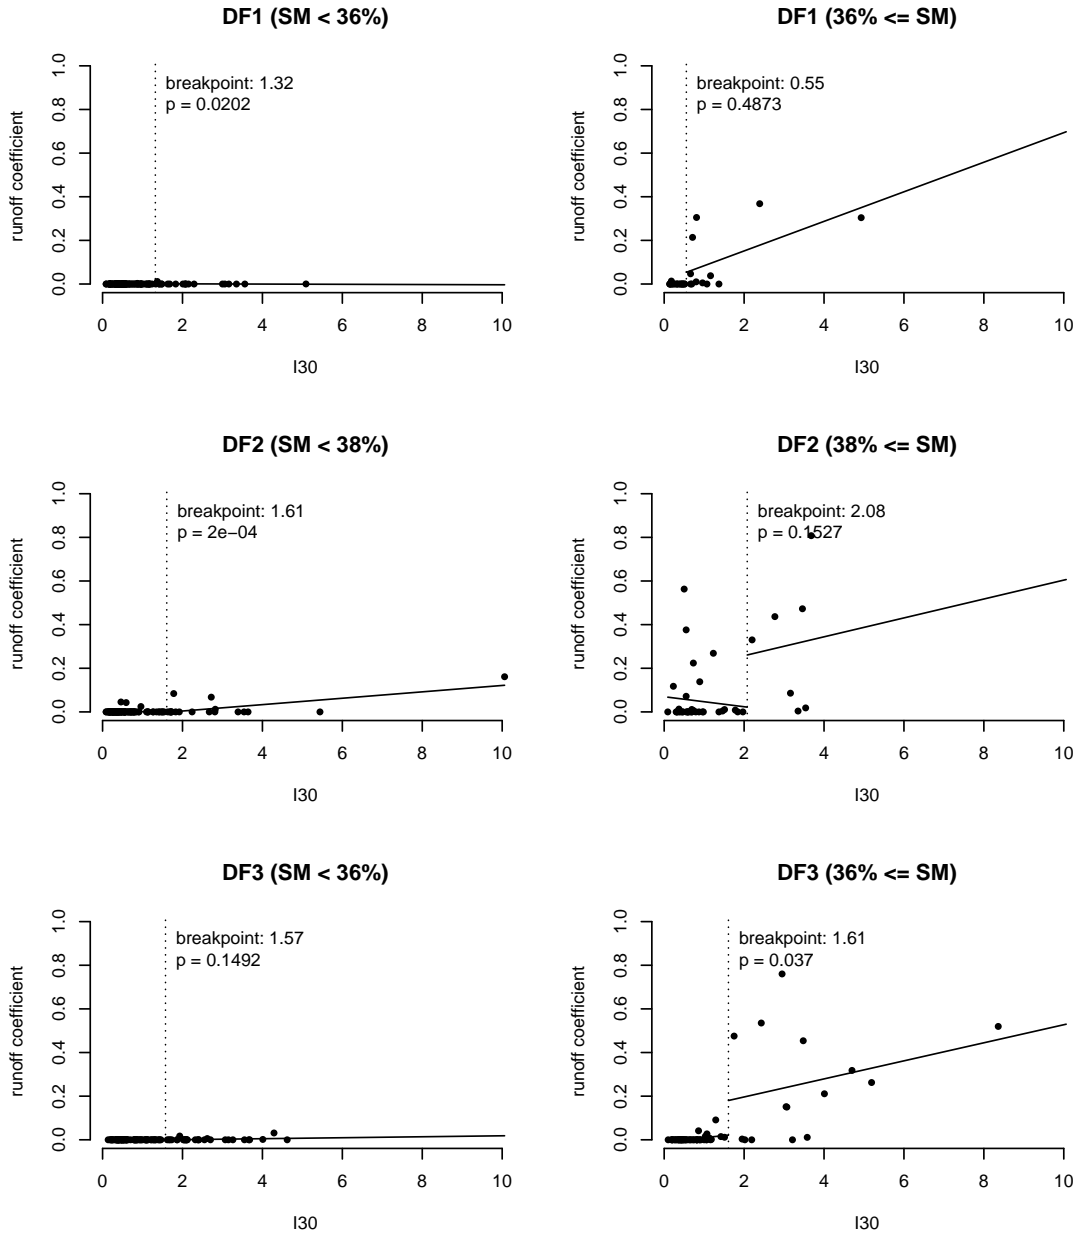 DF1 (SM < 36%)
breakpoint: 1.32
p = 0.0202
runoff coefficient
0.0 0.2 0.4 0.6 0.8 1.0
0 2 4 6 8 10
I30
DF1 (36% <= SM)
breakpoint: 0.55
p = 0.4873
runoff coefficient
0.0 0.2 0.4 0.6 0.8 1.0
0 2 4 6 8 10
I30
DF2 (SM < 38%)
breakpoint: 1.61
p = 2e−04
runoff coefficient
0.0 0.2 0.4 0.6 0.8 1.0
0 2 4 6 8 10
I30
DF2 (38% <= SM)
breakpoint: 2.08
p = 0.1527
runoff coefficient
0.0 0.2 0.4 0.6 0.8 1.0
0 2 4 6 8 10
I30
DF3 (SM < 36%)
breakpoint: 1.57
p = 0.1492
runoff coefficient
0.0 0.2 0.4 0.6 0.8 1.0
0 2 4 6 8 10
I30
DF3 (36% <= SM)
breakpoint: 1.61
p = 0.037
runoff coefficient
0.0 0.2 0.4 0.6 0.8 1.0
0 2 4 6 8 10
I30